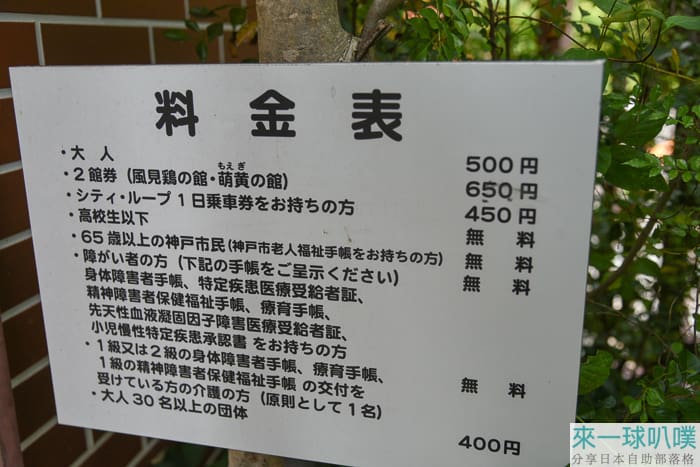 料金表
・大人 500円
・2館券（風見鶏の館・萌黄の館） 650円
もえぎ
・シティ・ループ1日乗車券をお持ちの方 450円
・高校生以下 無料
・65歳以上の神戸市民（神戸市老人福祉手帳をお持ちの方） 無料
・障がい者の方（下記の手帳をご呈示ください） 無料
身体障害者手帳、特定疾患医療受給者証、
精神障害者保健福祉手帳、療育手帳、
先天性血液凝固因子障害医療受給者証、
小児慢性特定疾患承認書 をお持ちの方
・1級又は2級の身体障害者手帳、療育手帳、
1級の精神障害者保健福祉手帳 の交付を
受けている方の介護の方（原則として1名） 無料
・大人30名以上の団体 400円
來一球叭噗
分享日本自助部落格